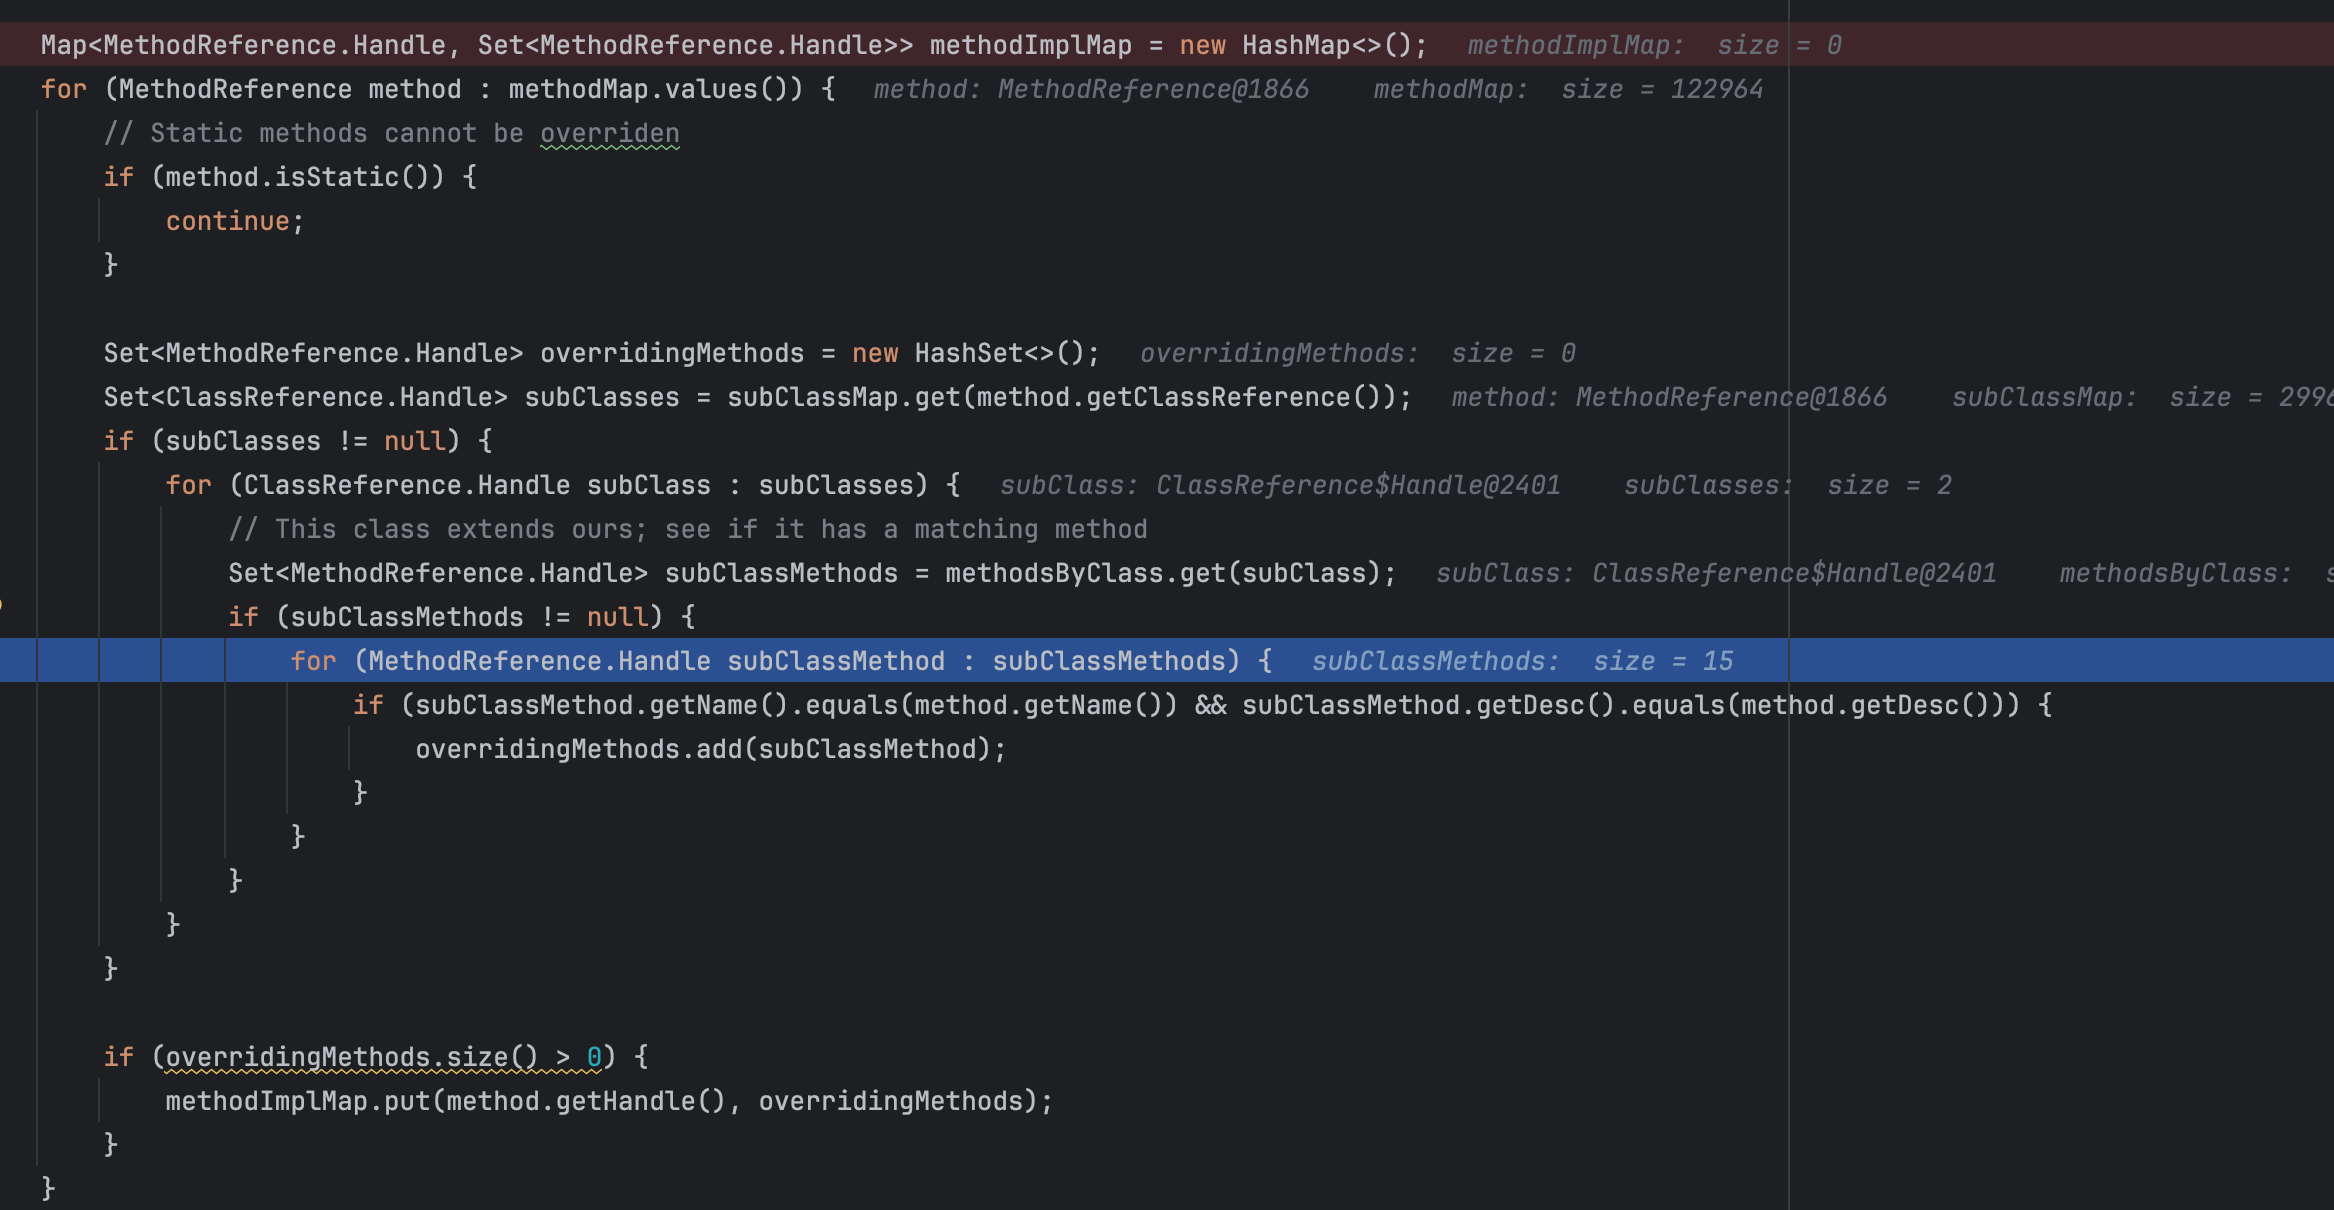 Map<MethodReference.Handle, Set<MethodReference.Handle>> methodImplMap = new HashMap<>();   methodImplMap:  size = 0
for (MethodReference method : methodMap.values()) {   method: MethodReference@1866    methodMap:  size = 122964
    // Static methods cannot be overriden
    if (method.isStatic()) {
        continue;
    }
    Set<MethodReference.Handle> overridingMethods = new HashSet<>();   overridingMethods:  size = 0
    Set<ClassReference.Handle> subClasses = subClassMap.get(method.getClassReference());   method: MethodReference@1866    subClassMap:  size = 2996
    if (subClasses != null) {
        for (ClassReference.Handle subClass : subClasses) {   subClass: ClassReference$Handle@2401    subClasses:  size = 2
            // This class extends ours; see if it has a matching method
            Set<MethodReference.Handle> subClassMethods = methodsByClass.get(subClass);   subClass: ClassReference$Handle@2401    methodsByClass:  s
            if (subClassMethods != null) {
                for (MethodReference.Handle subClassMethod : subClassMethods) {   subClassMethods:  size = 15
                    if (subClassMethod.getName().equals(method.getName()) && subClassMethod.getDesc().equals(method.getDesc())) {
                        overridingMethods.add(subClassMethod);
                    }
                }
            }
        }
    }
    if (overridingMethods.size() > 0) {
        methodImplMap.put(method.getHandle(), overridingMethods);
    }
}